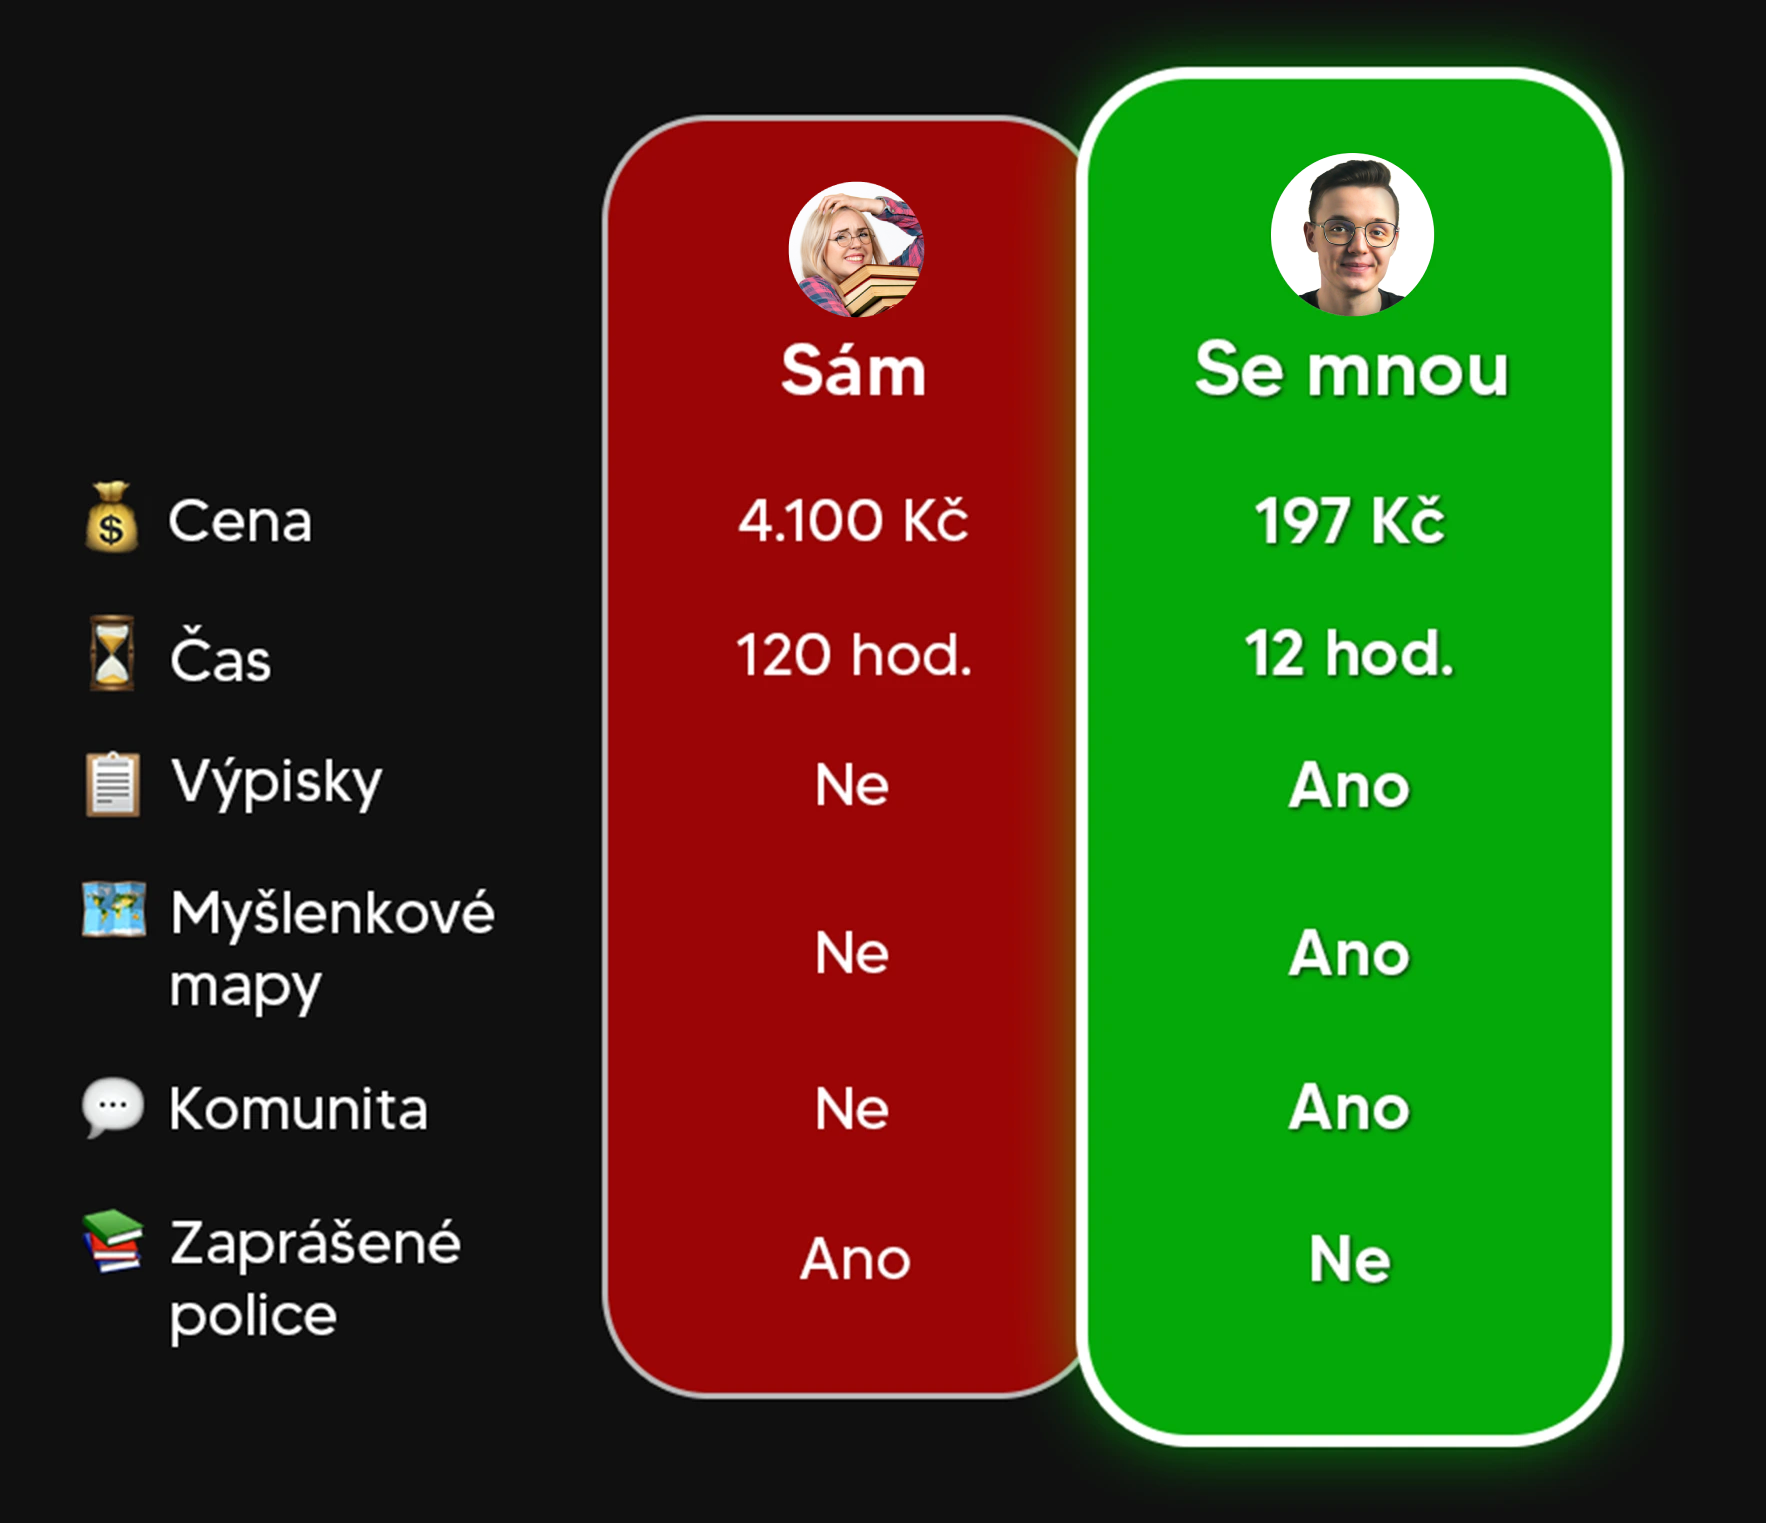 Sám
Se mnou
Cena
4.100 Kč
197 Kč
Čas
120 hod.
12 hod.
Výpisky
Ne
Ano
Myšlenkové
mapy
Ne
Ano
Komunita
Ne
Ano
Zaprášené
police
Ano
Ne